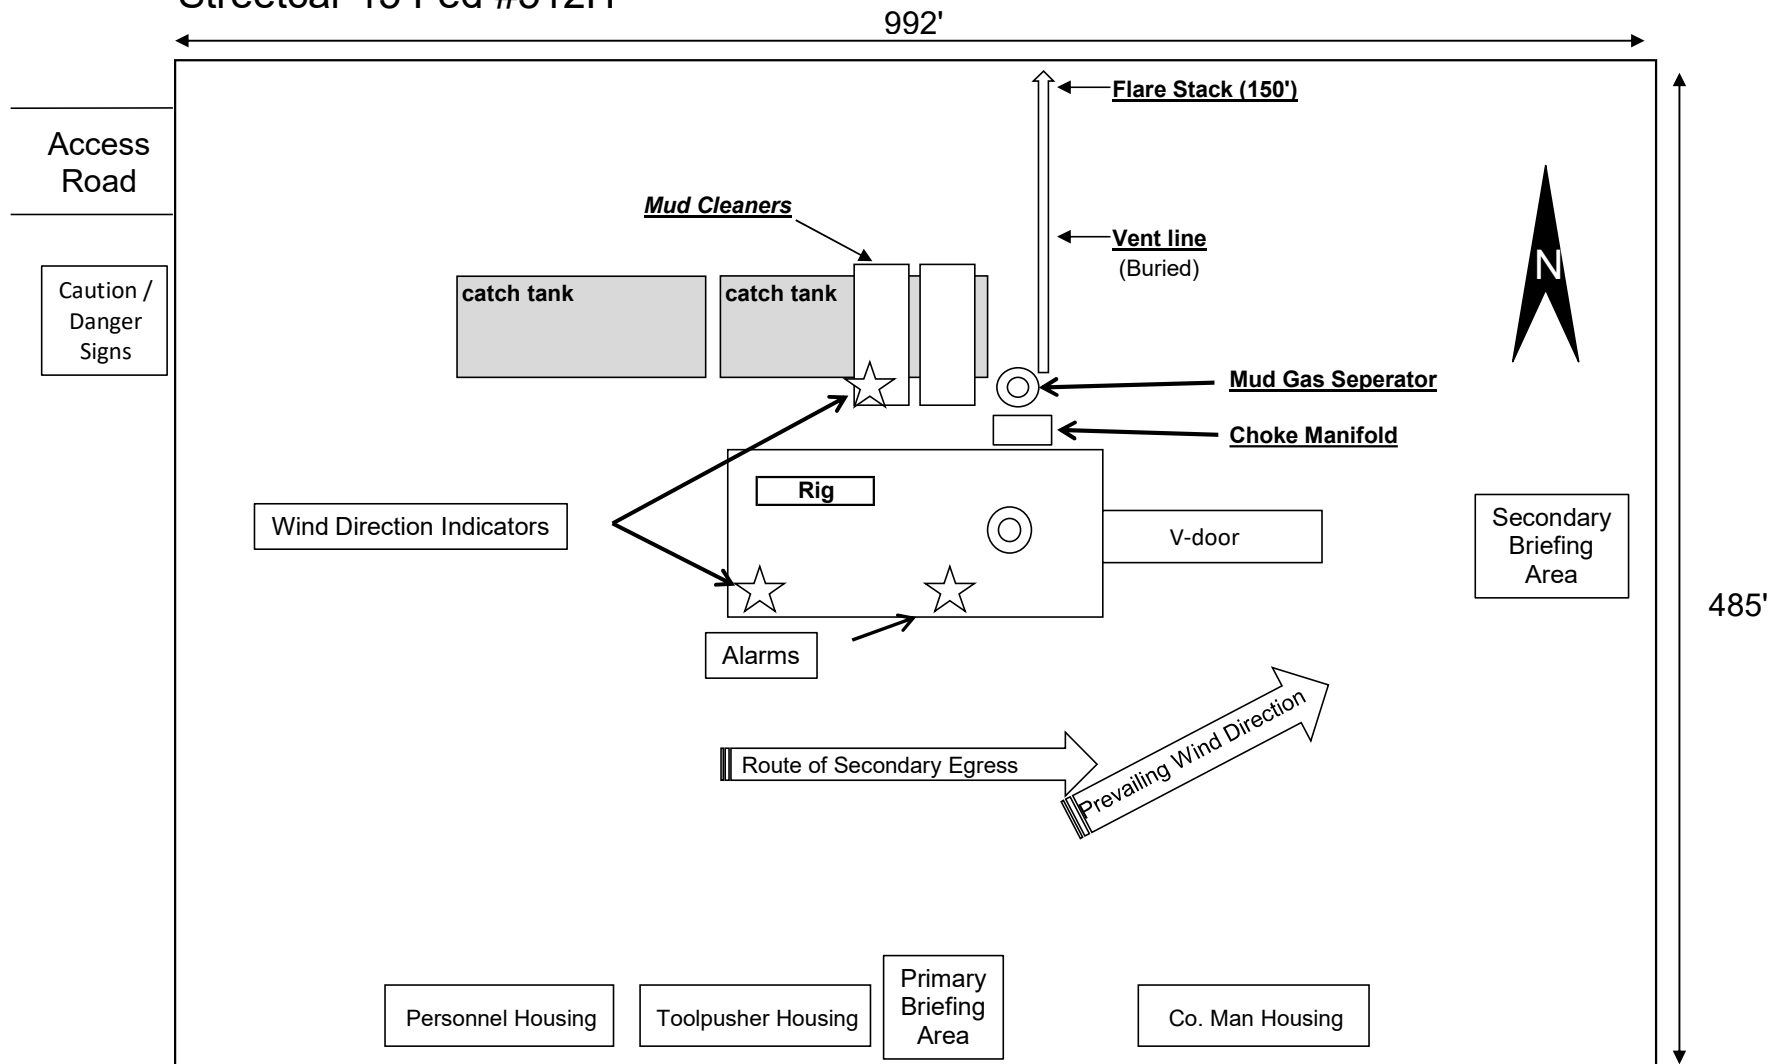 Streetcar Fed
992'
Flare Stack (150')
Access
Road
Mud Cleaners
Vent line
(Buried)
N
Caution /
Danger
Signs
catch tank
catch tank
Mud Gas Seperator
Choke Manifold
Rig
Wind Direction Indicators
V-door
Secondary
Briefing
Area
485'
Alarms
Prevailing Wind Direction
Route of Secondary Egress
Primary
Briefing
Area
Personnel Housing
Toolpusher Housing
Co. Man Housing